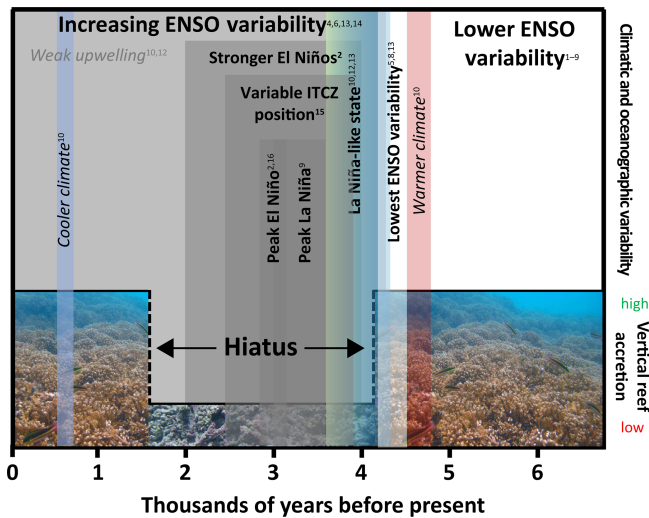 Increasing ENSO variability4,6,13,14
Weak upwelling10,12
Stronger El Niños2
Variable ITCZ
position15
Lower ENSO
variability1–9
Cooler climate10
Peak El Niño2,16
Peak La Niña9
La Niña-like state10,12,13
Lowest ENSO variability5,8,13
Warmer climate10
Climatic and oceanographic variability
Hiatus
high
Vertical reef
accretion
low
0 1 2 3 4 5 6
Thousands of years before present